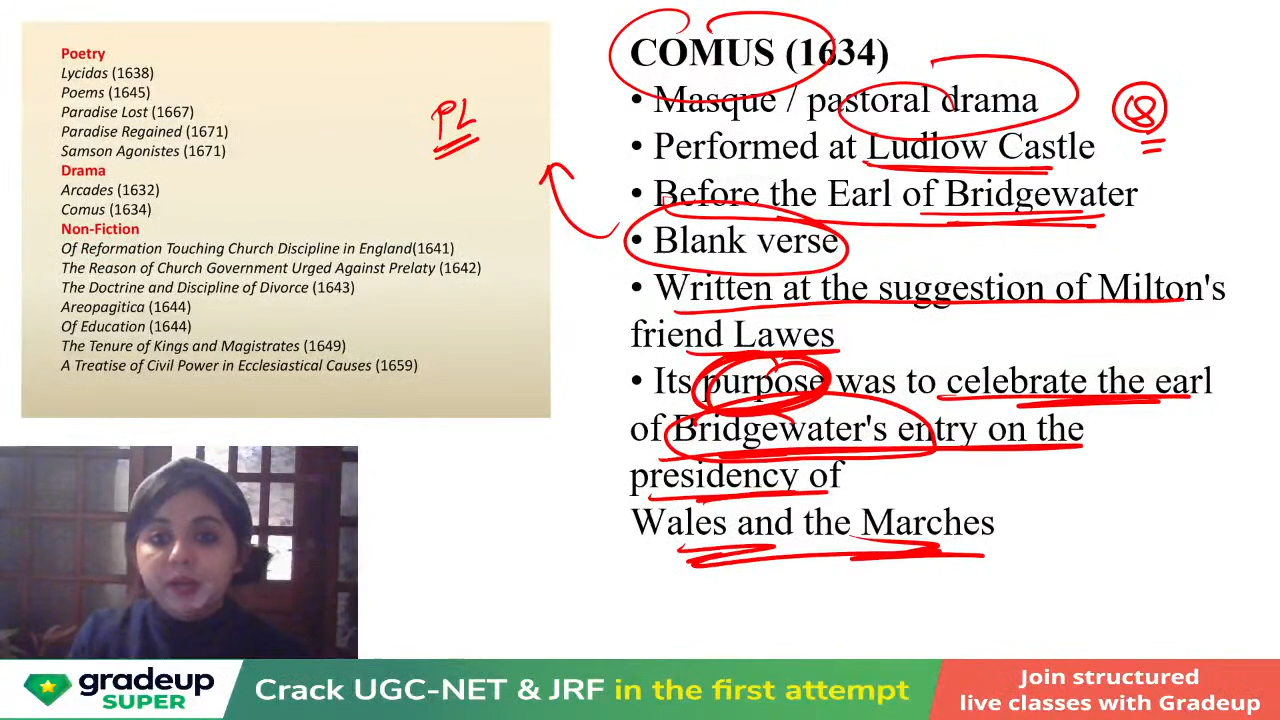 Poetry
Lycidas (1638)
Poems (1645)
Paradise Lost (1667)
Paradise Regained (1671)
Samson Agonistes (1671)
Drama
Arcades (1632)
Comus (1634)
Non-Fiction
Of Reformation Touching Church Discipline in England(1641)
The Reason of Church Government Urged Against Prelaty (1642)
The Doctrine and Discipline of Divorce (1643)
Areopagitica (1644)
Of Education (1644)
The Tenure of Kings and Magistrates (1649)
A Treatise of Civil Power in Ecclesiastical Causes (1659)
PL
COMUS (1634)
• Masque / pastoral drama
8
• Performed at Ludlow Castle
• Before the Earl of Bridgewater
• Blank verse
• Written at the suggestion of Milton's
friend Lawes
• Its purpose was to celebrate the earl
of Bridgewater's entry on the
presidency of
Wales and the Marches
gradeup
SUPER
Crack UGC-NET & JRF in the first attempt
Join structured
live classes with Gradeup